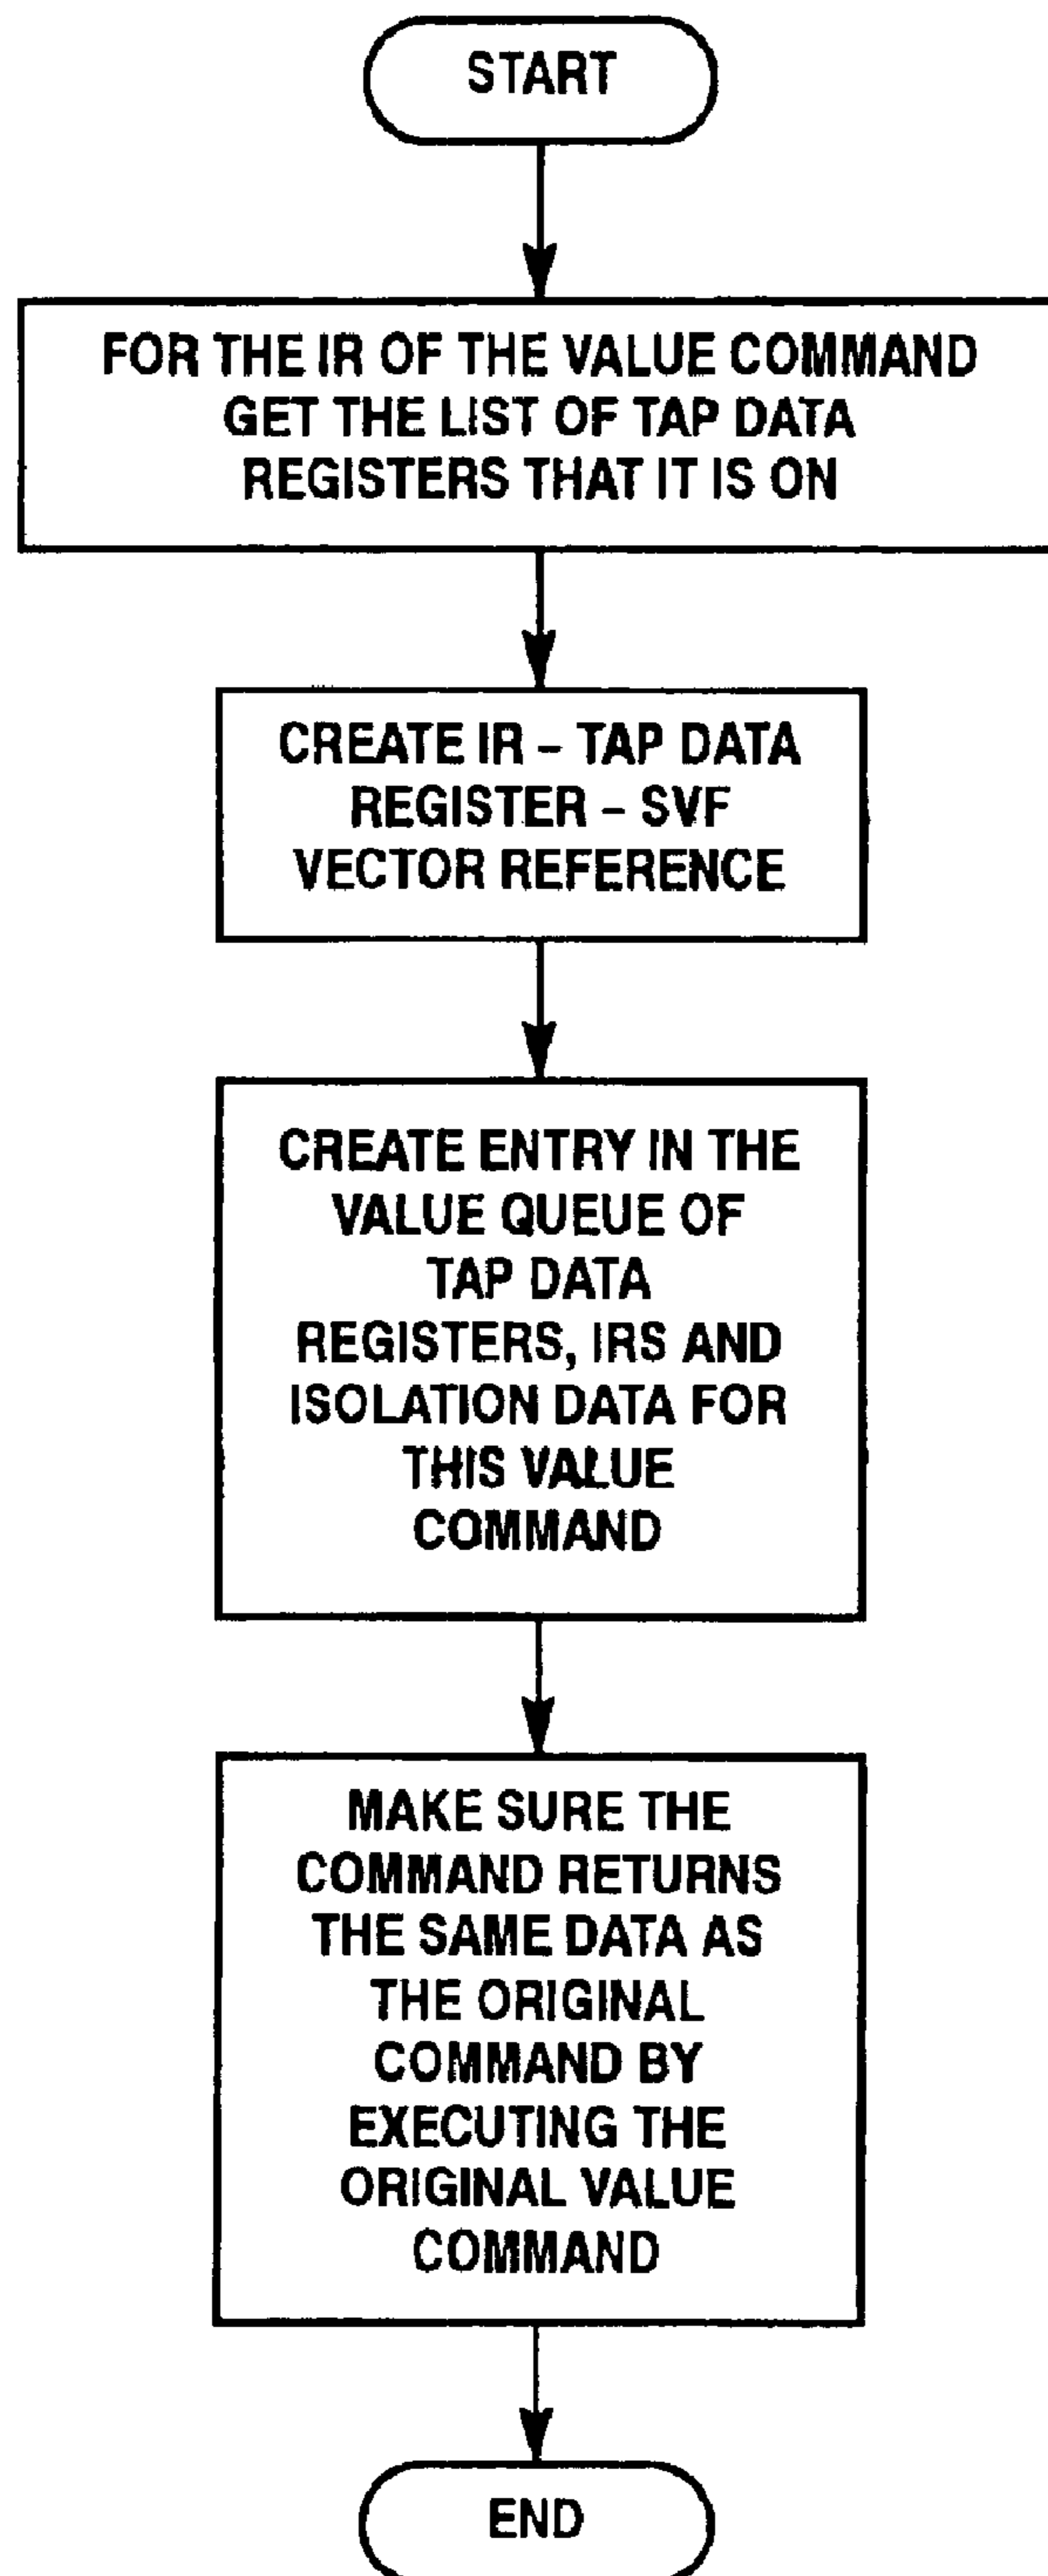 START
FOR THE IR OF THE VALUE COMMAND
GET THE LIST OF TAP DATA
REGISTERS THAT IT IS ON
CREATE IR – TAP DATA
REGISTER – SVF
VECTOR REFERENCE
CREATE ENTRY IN THE
VALUE QUEUE OF
TAP DATA
REGISTERS, IRS AND
ISOLATION DATA FOR
THIS VALUE
COMMAND
MAKE SURE THE
COMMAND RETURNS
THE SAME DATA AS
THE ORIGINAL
COMMAND BY
EXECUTING THE
ORIGINAL VALUE
COMMAND
END